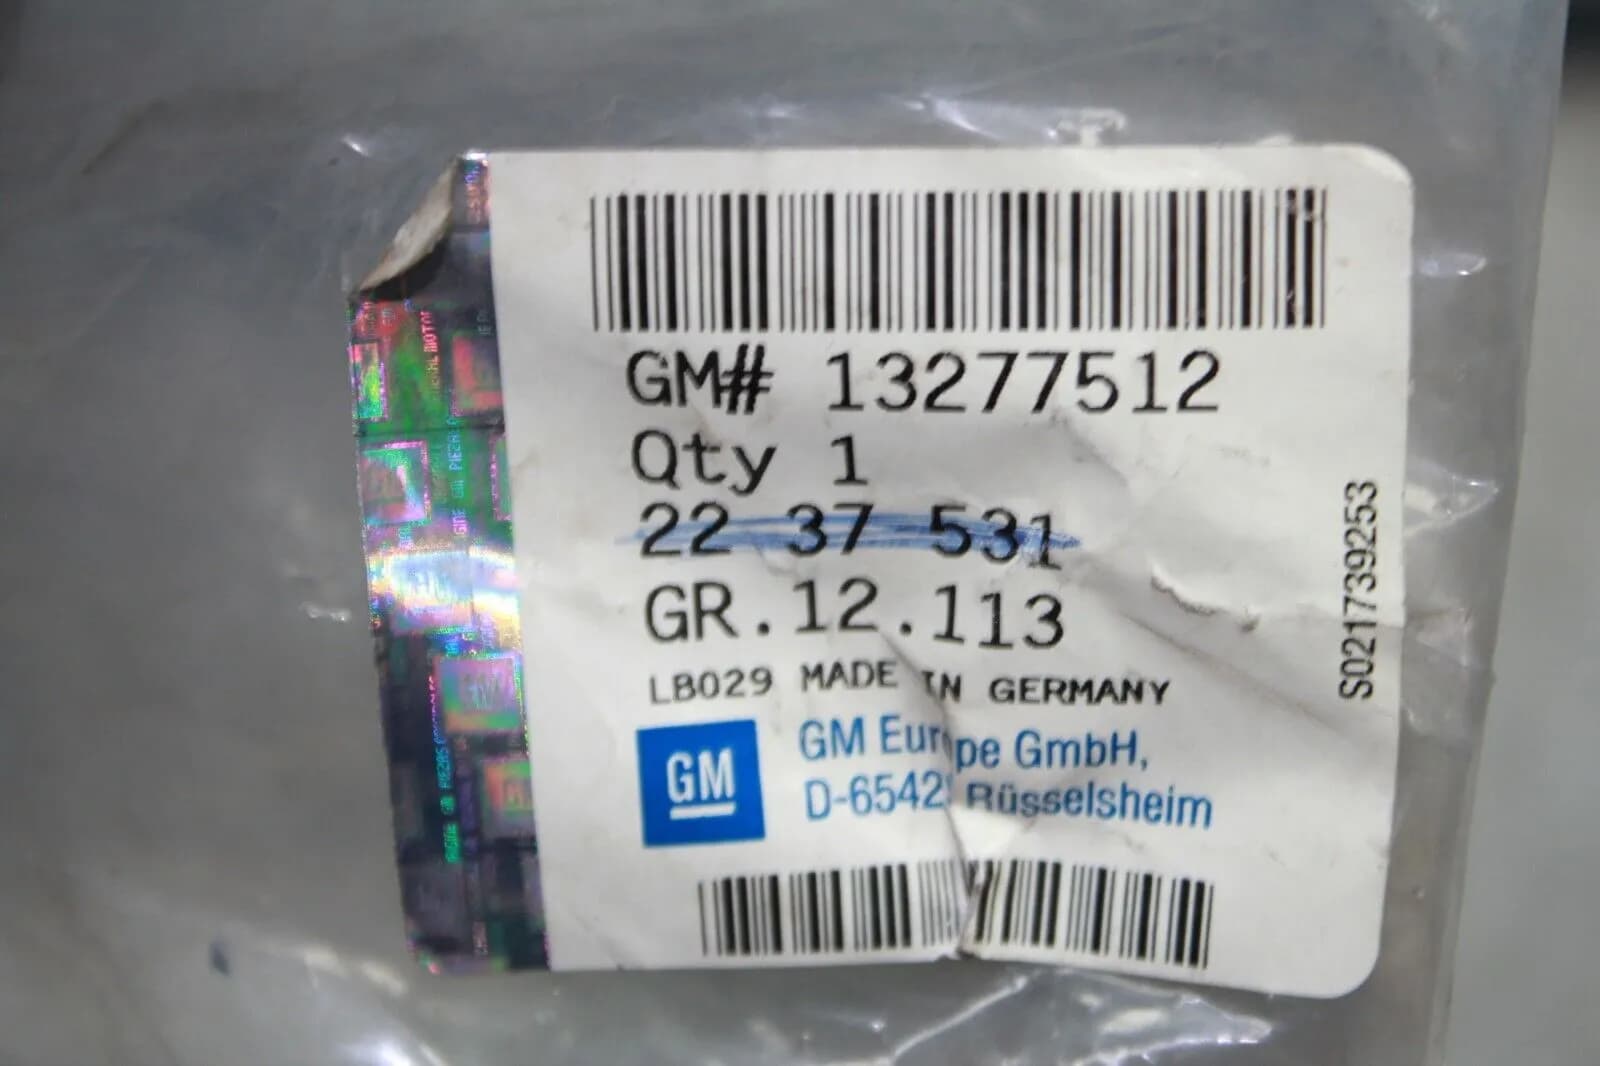 GM# 13277512
Qty 1
22 37 531
GR.12.113
LB029 MADE IN GERMANY
GM
GM Europe GmbH,
Rüsselsheim
S021739253